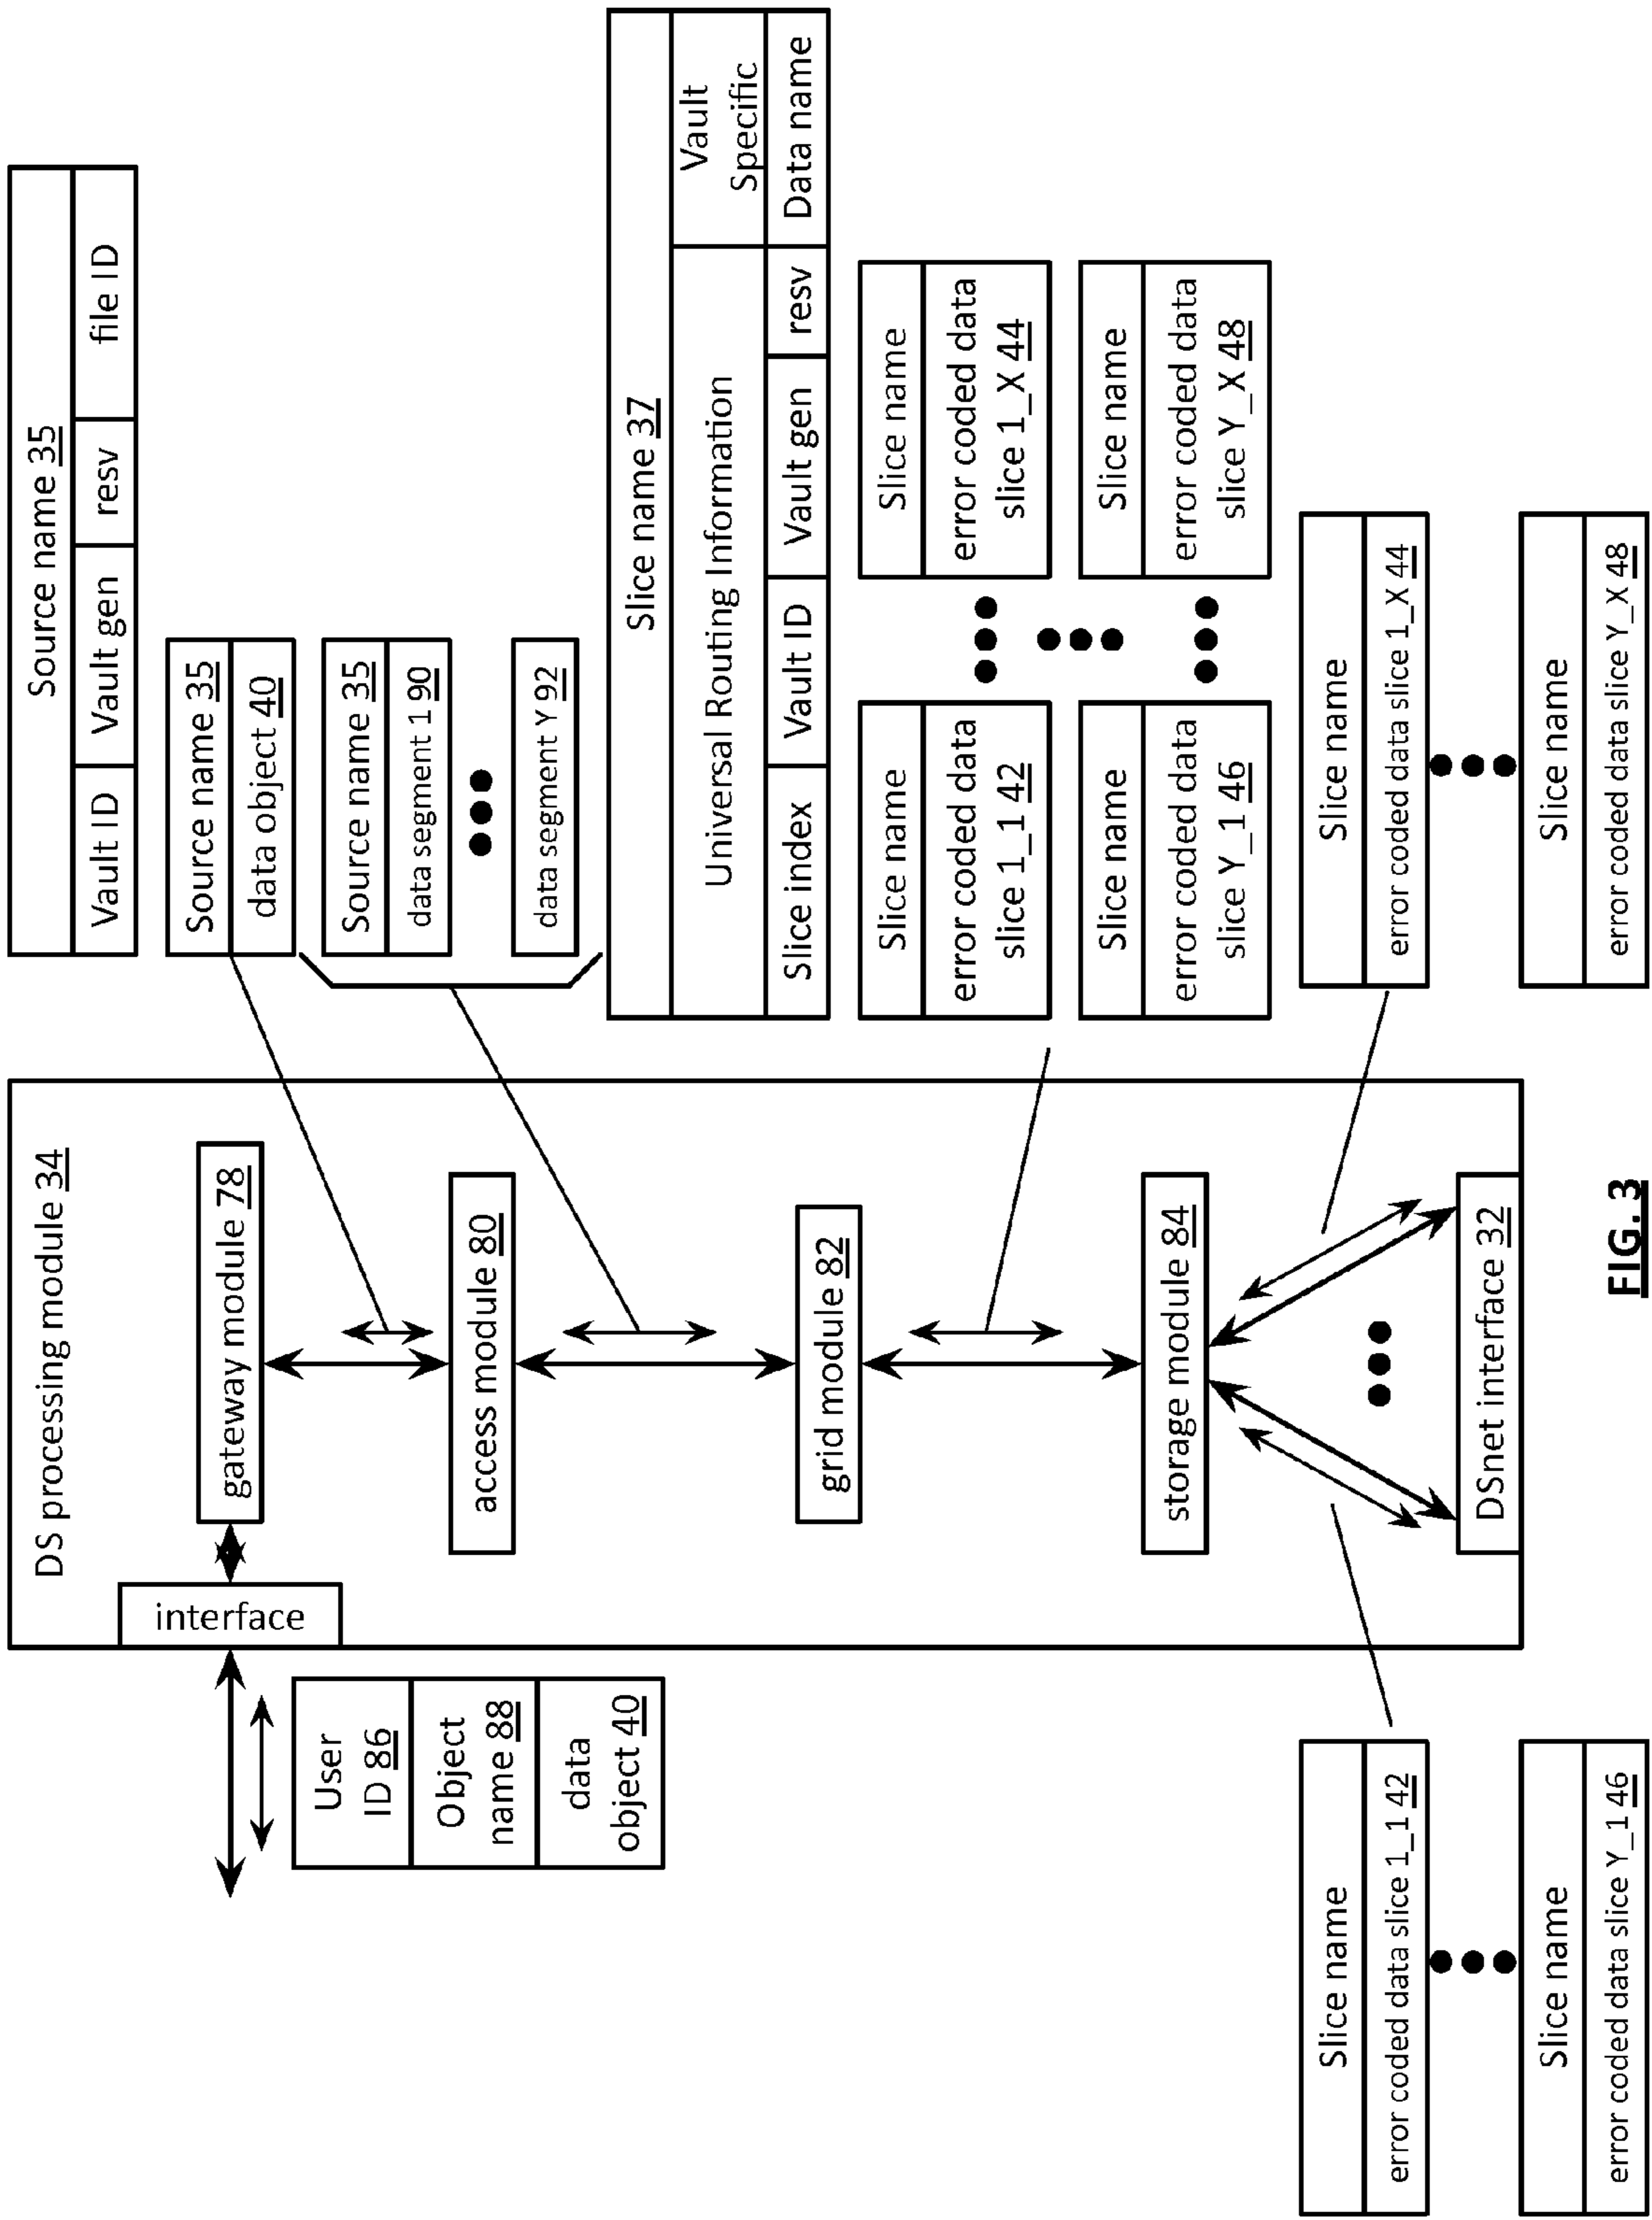 DS processing module 34
interface
gateway module 78
access module 80
grid module 82
storage module 84
DSnet interface 32
User
ID 86
Object
name 88
data
object 40
Source name 35
Vault ID
Vault gen
resv
file ID
Source name 35
data object 40
Source name 35
data segment 1 90
data segment Y 92
Slice name 37
Universal Routing Information
Vault
Specific
Slice index
Vault ID
Vault gen
resv
Data name
Slice name
error coded data
slice 1_1 42
Slice name
error coded data
slice 1_X 44
Slice name
error coded data
slice Y_1 46
Slice name
error coded data
slice Y_X 48
Slice name
error coded data slice 1_1 42
Slice name
error coded data slice Y_1 46
Slice name
error coded data slice 1_X 44
Slice name
error coded data slice Y_X 48
FIG. 3